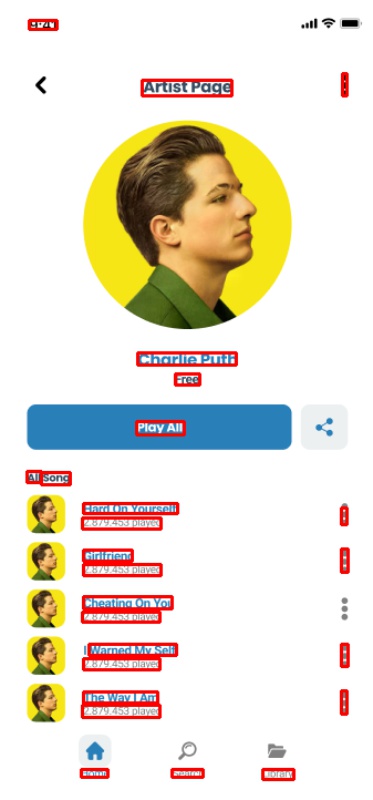 Artist Page
Charlie Puth
Free
Play All
All Song
Hard On Yourself
2.879.453 played
Girlfriend
2.879.453 played
Cheating On You
2.879.453 played
I Warned My Self
2.879.453 played
The Way I Am
2.879.453 played
Home Search Library